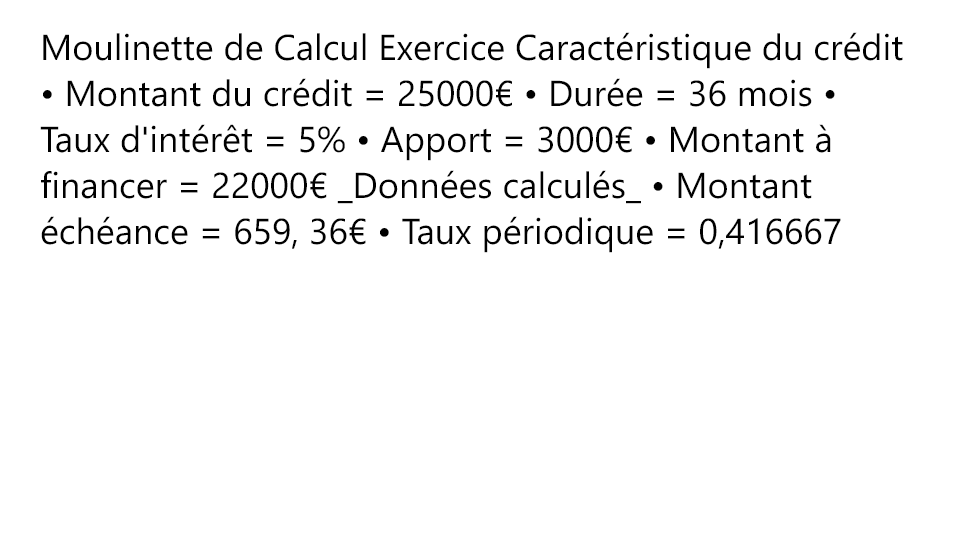 Moulinette de Calcul Exercice Caractéristique du crédit
• Montant du crédit = 25000€ • Durée = 36 mois •
Taux d'intérêt = 5% • Apport = 3000€ • Montant à
financer = 22000€ _Données calculés_ • Montant
échéance = 659, 36€ • Taux périodique = 0,416667